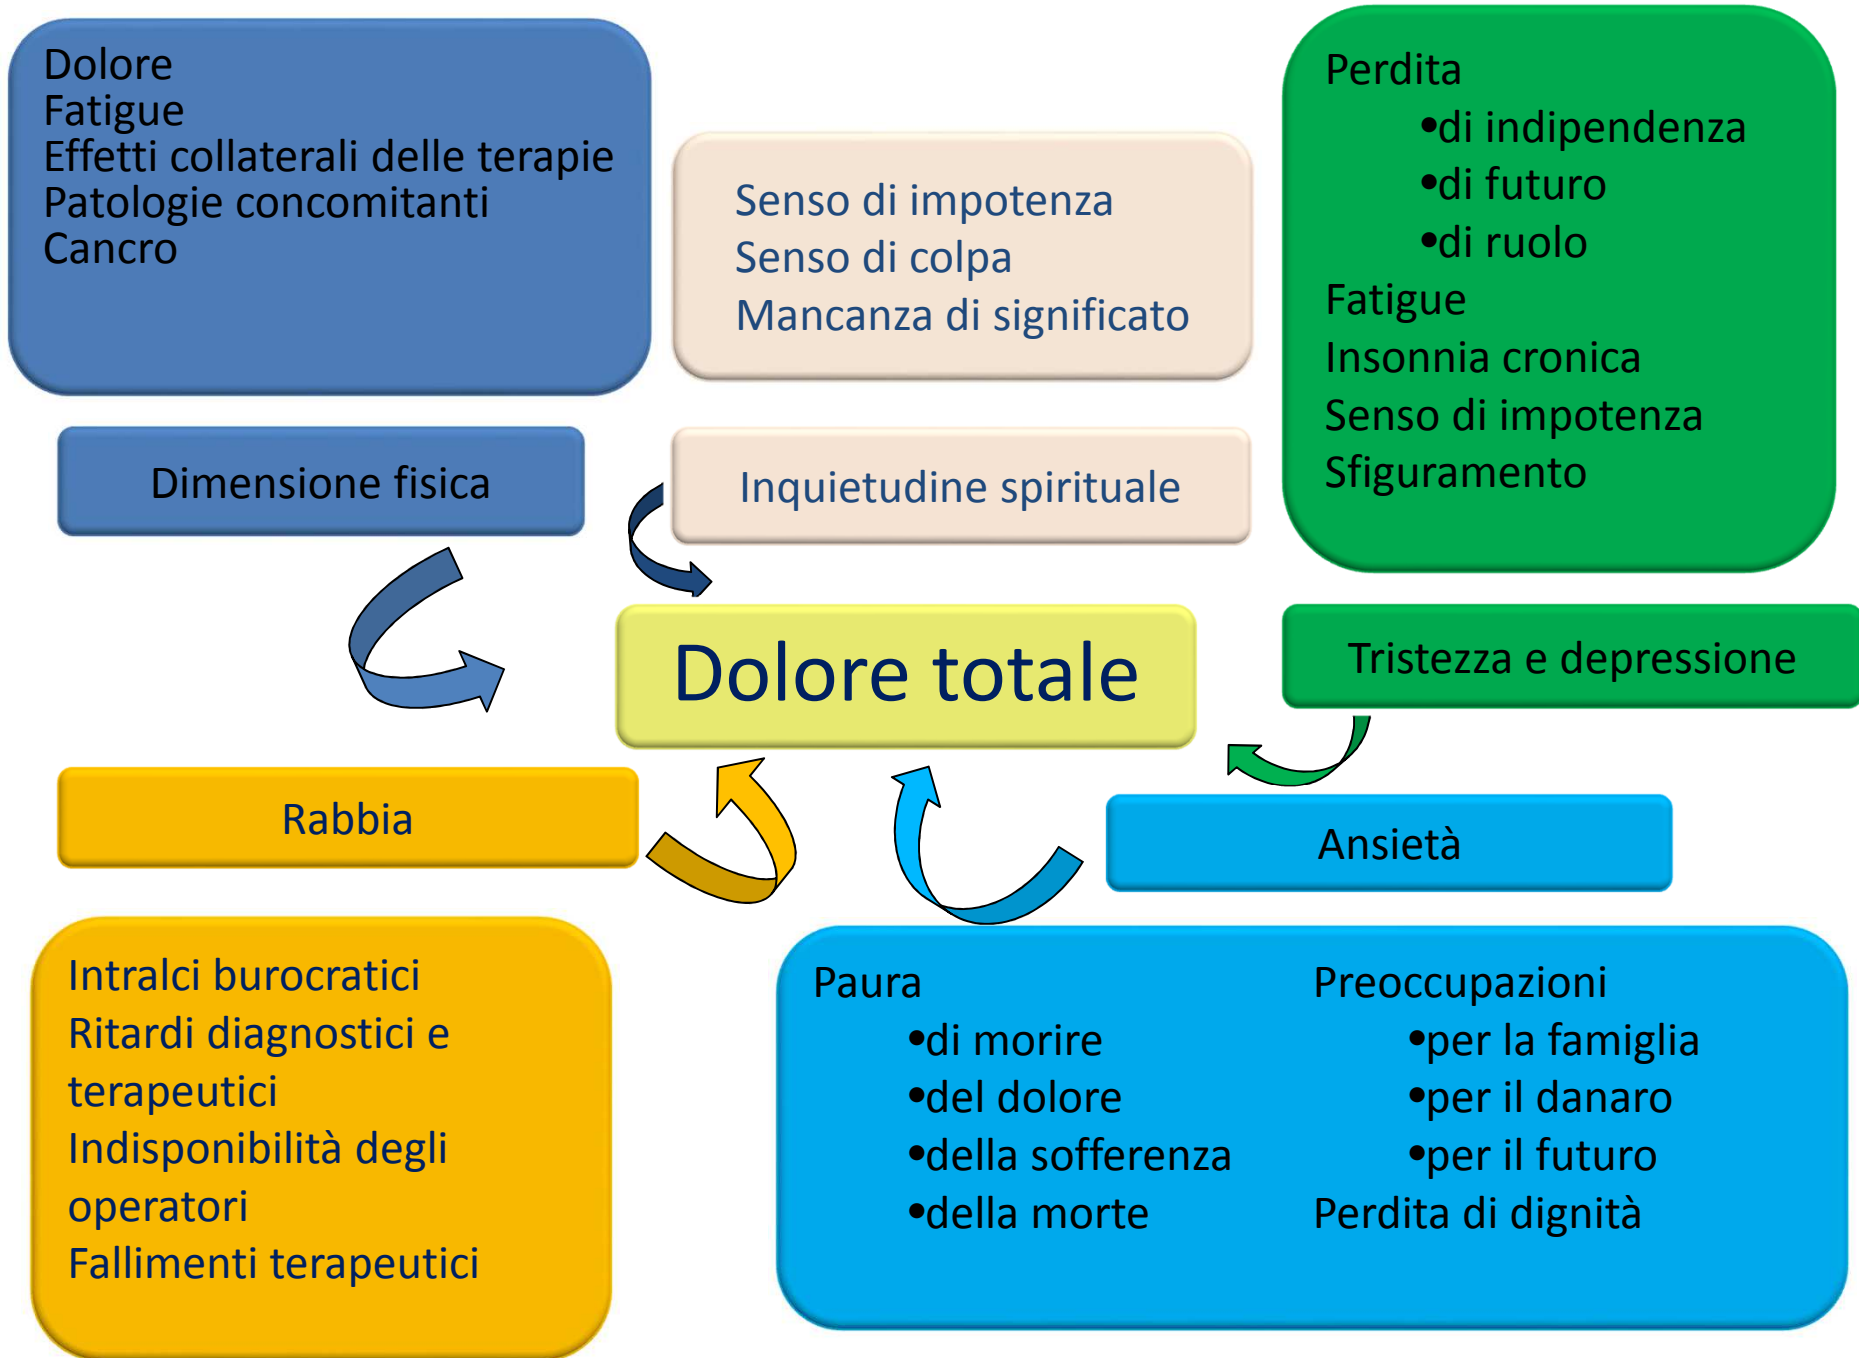 Dolore
Fatigue
Effetti collaterali delle terapie
Patologie concomitanti
Cancro
Dimensione fisica
Senso di impotenza
Senso di colpa
Mancanza di significato
Inquietudine spirituale
Perdita
•di indipendenza
•di futuro
•di ruolo
Fatigue
Insonnia cronica
Senso di impotenza
Sfiguramento
Tristezza e depressione
Dolore totale
Rabbia
Intralci burocratici
Ritardi diagnostici e
terapeutici
Indisponibilità degli
operatori
Fallimenti terapeutici
Ansietà
Paura
•di morire
•del dolore
•della sofferenza
•della morte
Preoccupazioni
•per la famiglia
•per il danaro
•per il futuro
Perdita di dignità